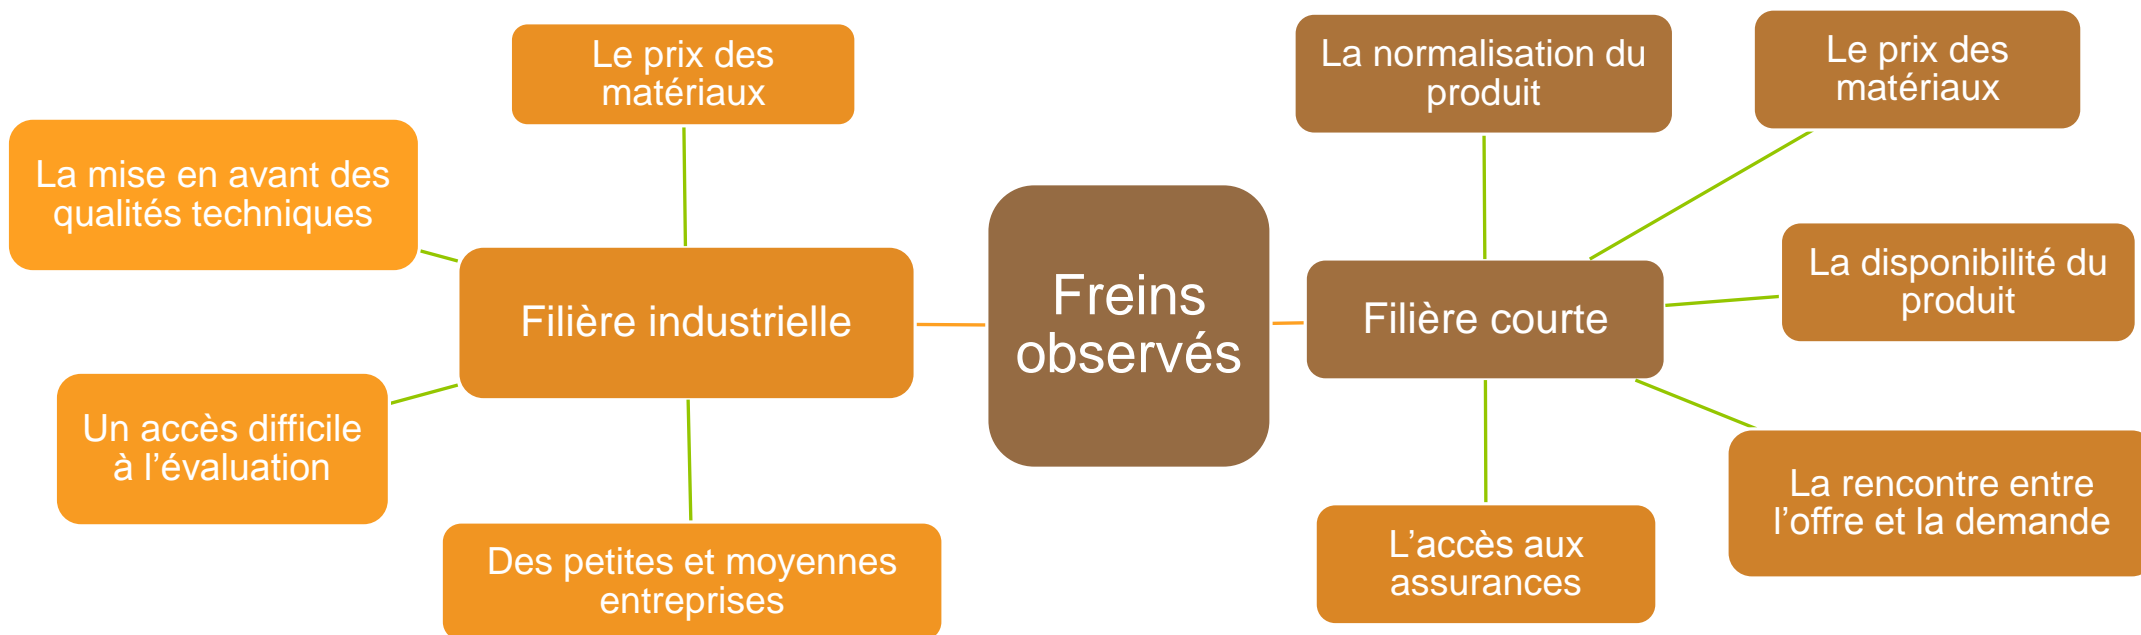 Le prix des
matériaux
La mise en avant des
qualités techniques
Filière industrielle
Un accès difficile
à l’évaluation
Des petites et moyennes
entreprises
Freins
observés
La normalisation du
produit
Le prix des
matériaux
La disponibilité du
produit
Filière courte
La rencontre entre
l’offre et la demande
L’accès aux
assurances